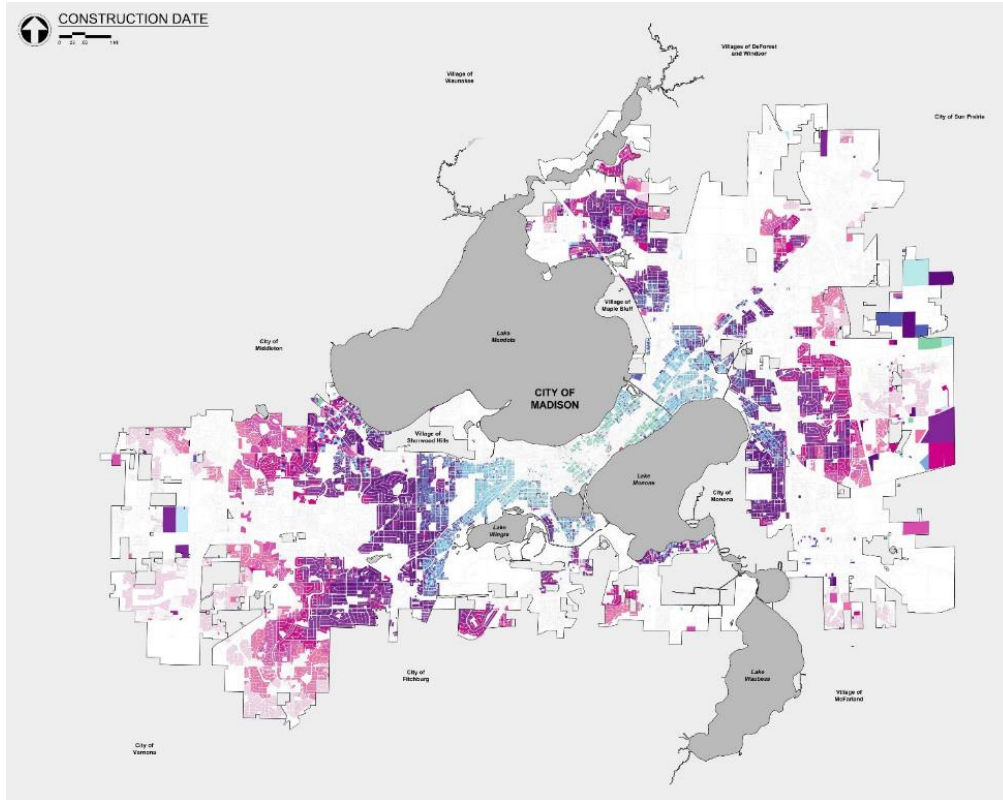 CONSTRUCTION DATE
Villages of DeForest
and Windsor
Village of
Waunakee
City of Sun Prairie
Village of
Maple Bluff
Lake
Mendota
City of
Middleton
CITY OF
MADISON
Village of
Shorwood Hills
Lake
Monona
City of
Monona
Lake
Wingra
City of
Fitchburg
Lake
Waubesa
Village of
McFarland
City of
Verona